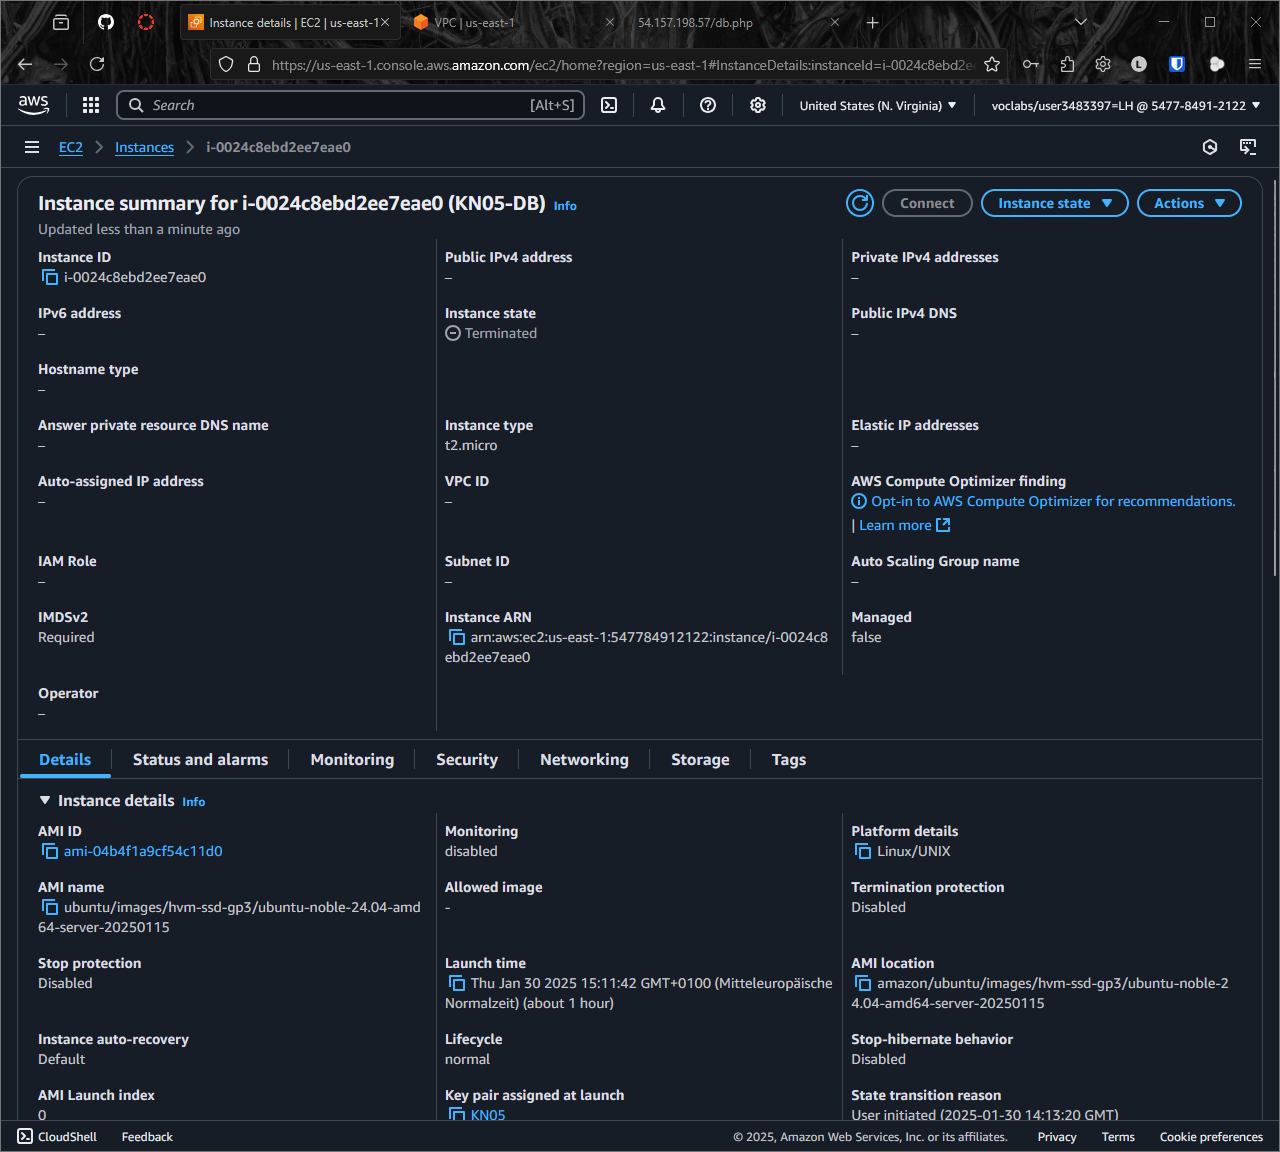 Instance details | EC2 | us-east-1
VPC | us-east-1
54.157.198.57/db.php
https://us-east-1.console.aws.amazon.com/ec2/home?region=us-east-1#InstanceDetails:instanceId=i-0024c8ebd2e
aws
Search
[Alt+S]
United States (N. Virginia)
voclabs/user3483397=LH @ 5477-8491-2122
EC2
Instances
i-0024c8ebd2ee7eae0
Instance summary for i-0024c8ebd2ee7eae0 (KN05-DB) Info
Updated less than a minute ago
Connect
Instance state
Actions
Instance ID
i-0024c8ebd2ee7eae0
Public IPv4 address
–
Private IPv4 addresses
–
IPv6 address
–
Instance state
Terminated
Public IPv4 DNS
–
Hostname type
–
Answer private resource DNS name
–
Instance type
t2.micro
Elastic IP addresses
–
Auto-assigned IP address
–
VPC ID
–
AWS Compute Optimizer finding
Opt-in to AWS Compute Optimizer for recommendations.
| Learn more
IAM Role
–
Subnet ID
–
Auto Scaling Group name
–
IMDSv2
Required
Instance ARN
arn:aws:ec2:us-east-1:547784912122:instance/i-0024c8
ebd2ee7eae0
Managed
false
Operator
–
Details
Status and alarms
Monitoring
Security
Networking
Storage
Tags
Instance details Info
AMI ID
ami-04b4f1a9cf54c11d0
Monitoring
disabled
Platform details
Linux/UNIX
AMI name
ubuntu/images/hvm-ssd-gp3/ubuntu-noble-24.04-amd
64-server-20250115
Allowed image
-
Termination protection
Disabled
Stop protection
Disabled
Launch time
Thu Jan 30 2025 15:11:42 GMT+0100 (Mitteleuropäische
Normalzeit) (about 1 hour)
AMI location
amazon/ubuntu/images/hvm-ssd-gp3/ubuntu-noble-2
4.04-amd64-server-20250115
Instance auto-recovery
Default
Lifecycle
normal
Stop-hibernate behavior
Disabled
AMI Launch index
0
Key pair assigned at launch
KN05
State transition reason
User initiated (2025-01-30 14:13:20 GMT)
CloudShell
Feedback
© 2025, Amazon Web Services, Inc. or its affiliates.
Privacy
Terms
Cookie preferences